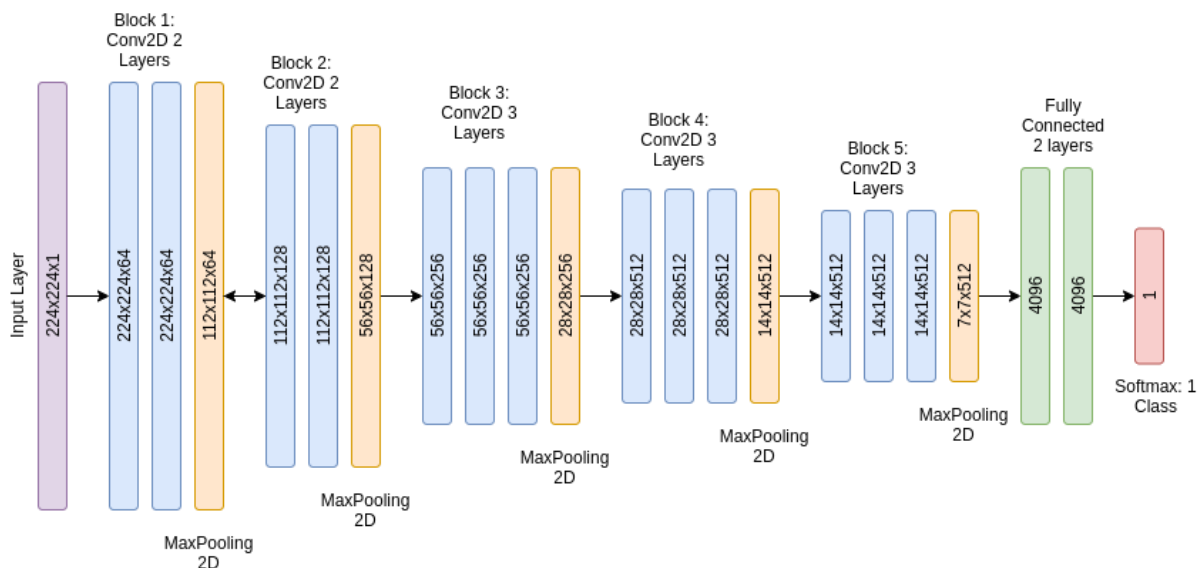 Block 1:
Conv2D 2
Layers
Block 2:
Conv2D 2
Layers
Block 3:
Conv2D 3
Layers
Block 4:
Conv2D 3
Layers
Block 5:
Conv2D 3
Layers
Fully
Connected
2 layers
Input Layer
224x224x1
224x224x64
224x224x64
112x112x64
112x112x128
112x112x128
56x56x128
56x56x256
56x56x256
56x56x256
28x28x256
28x28x512
28x28x512
28x28x512
14x14x512
14x14x512
14x14x512
14x14x512
7x7x512
4096
4096
1
Softmax: 1
Class
MaxPooling
2D
MaxPooling
2D
MaxPooling
2D
MaxPooling
2D
MaxPooling
2D